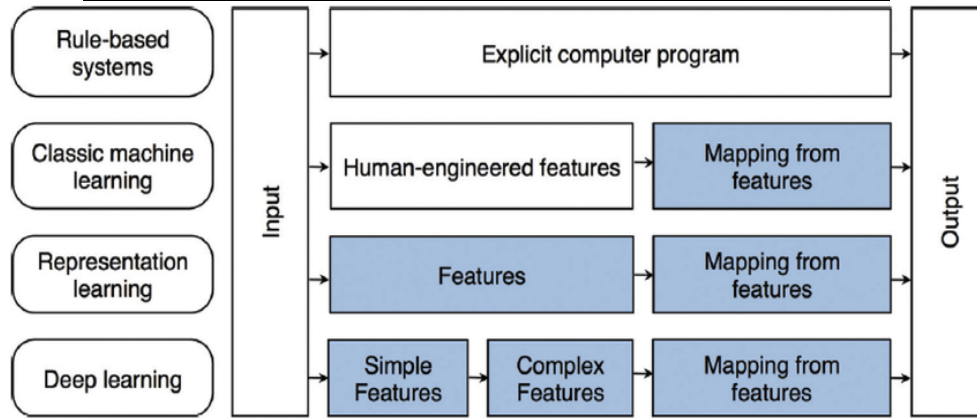 Rule-based
systems
Explicit computer program
Classic machine
learning
Human-engineered features
Mapping from
features
Input
Output
Representation
learning
Features
Mapping from
features
Deep learning
Simple
Features
Complex
Features
Mapping from
features